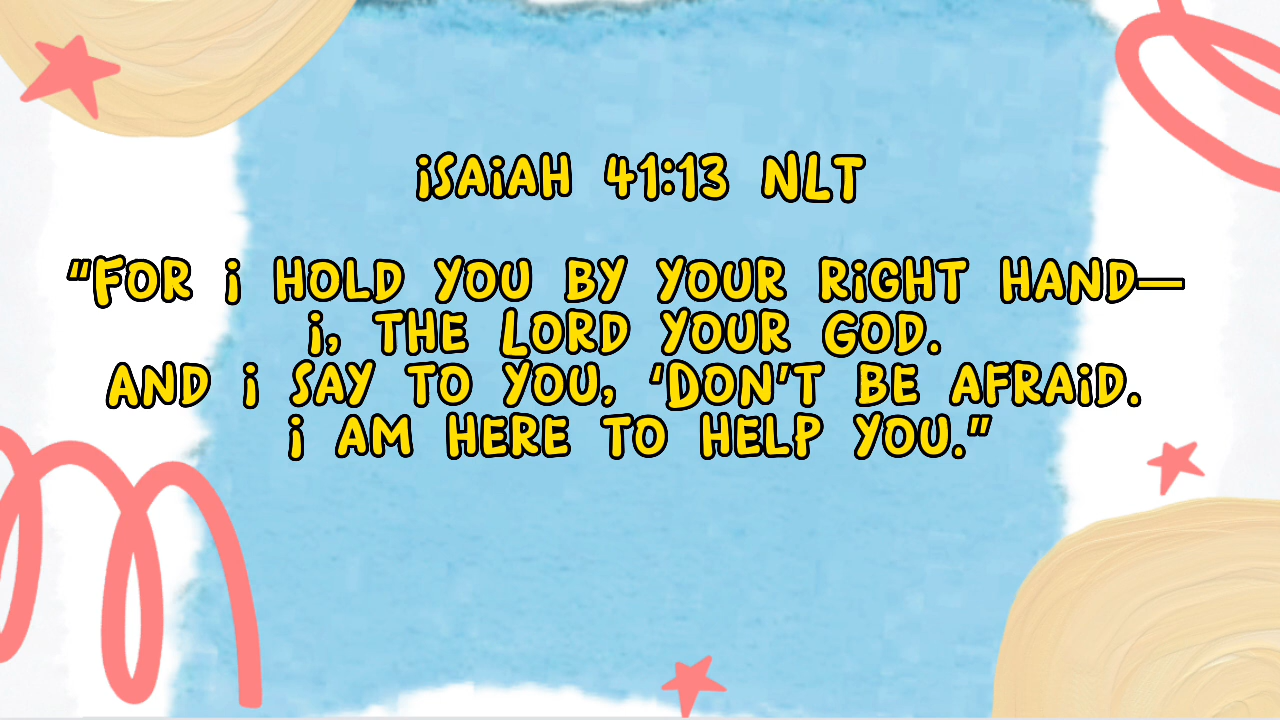 iSAiAH 41:13 NLT
"FOR i HOLD YOU BY YOUR RiGHT HAND—
i, THE LORD YOUR GOD.
AND i SAY TO YOU, ‘DON’T BE AFRAiD.
i AM HERE TO HELP YOU.”